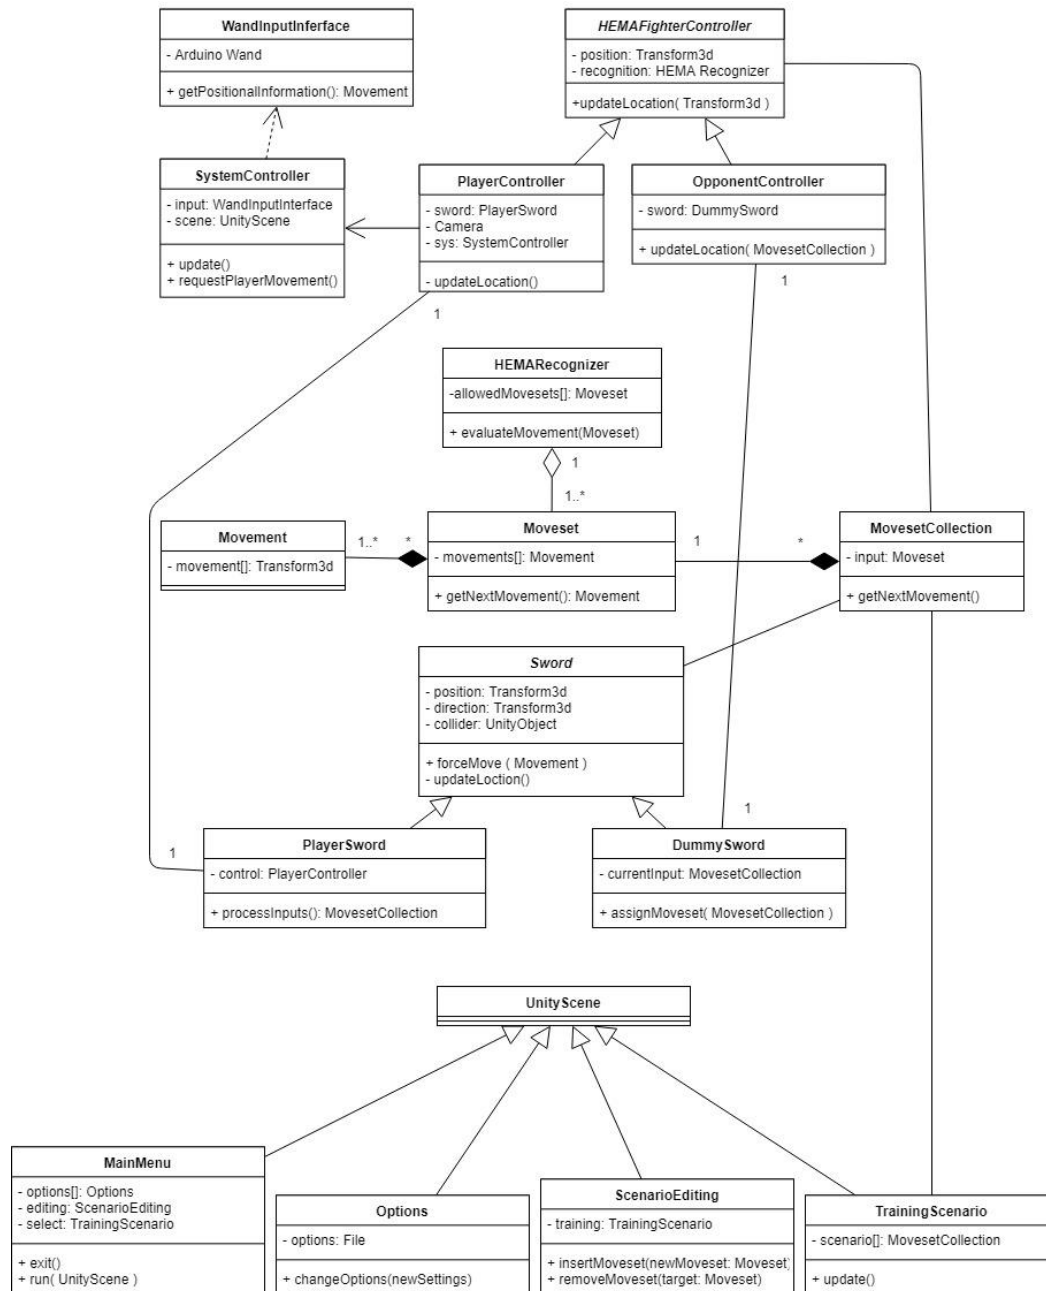 WandInputInferface
- Arduino Wand
+ getPositionalInformation(): Movement
HEMAFighterController
- position: Transform3d
- recognition: HEMA Recognizer
+updateLocation( Transform3d )
SystemController
- input: WandInputInterface
- scene: UnityScene
+ update()
+ requestPlayerMovement()
PlayerController
- sword: PlayerSword
- Camera
- sys: SystemController
- updateLocation()
OpponentController
- sword: DummySword
+ updateLocation( MovesetCollection )
1
1
HEMARecognizer
-allowedMovesets[]: Moveset
+ evaluateMovement(Moveset)
1
1..*
Movement
- movement[]: Transform3d
1..*
*
Moveset
- movements[]: Movement
+ getNextMovement(): Movement
1
*
MovesetCollection
- input: Moveset
+ getNextMovement()
Sword
- position: Transform3d
- direction: Transform3d
- collider: UnityObject
+ forceMove ( Movement )
- updateLoction()
1
1
PlayerSword
- control: PlayerController
+ processInputs(): MovesetCollection
DummySword
- currentInput: MovesetCollection
+ assignMoveset( MovesetCollection )
UnityScene
MainMenu
- options[]: Options
- editing: ScenarioEditing
- select: TrainingScenario
+ exit()
+ run( UnityScene )
Options
- options: File
+ changeOptions(newSettings)
ScenarioEditing
- training: TrainingScenario
+ insertMoveset(newMoveset: Moveset)
+ removeMoveset(target: Moveset)
TrainingScenario
- scenario[]: MovesetCollection
+ update()